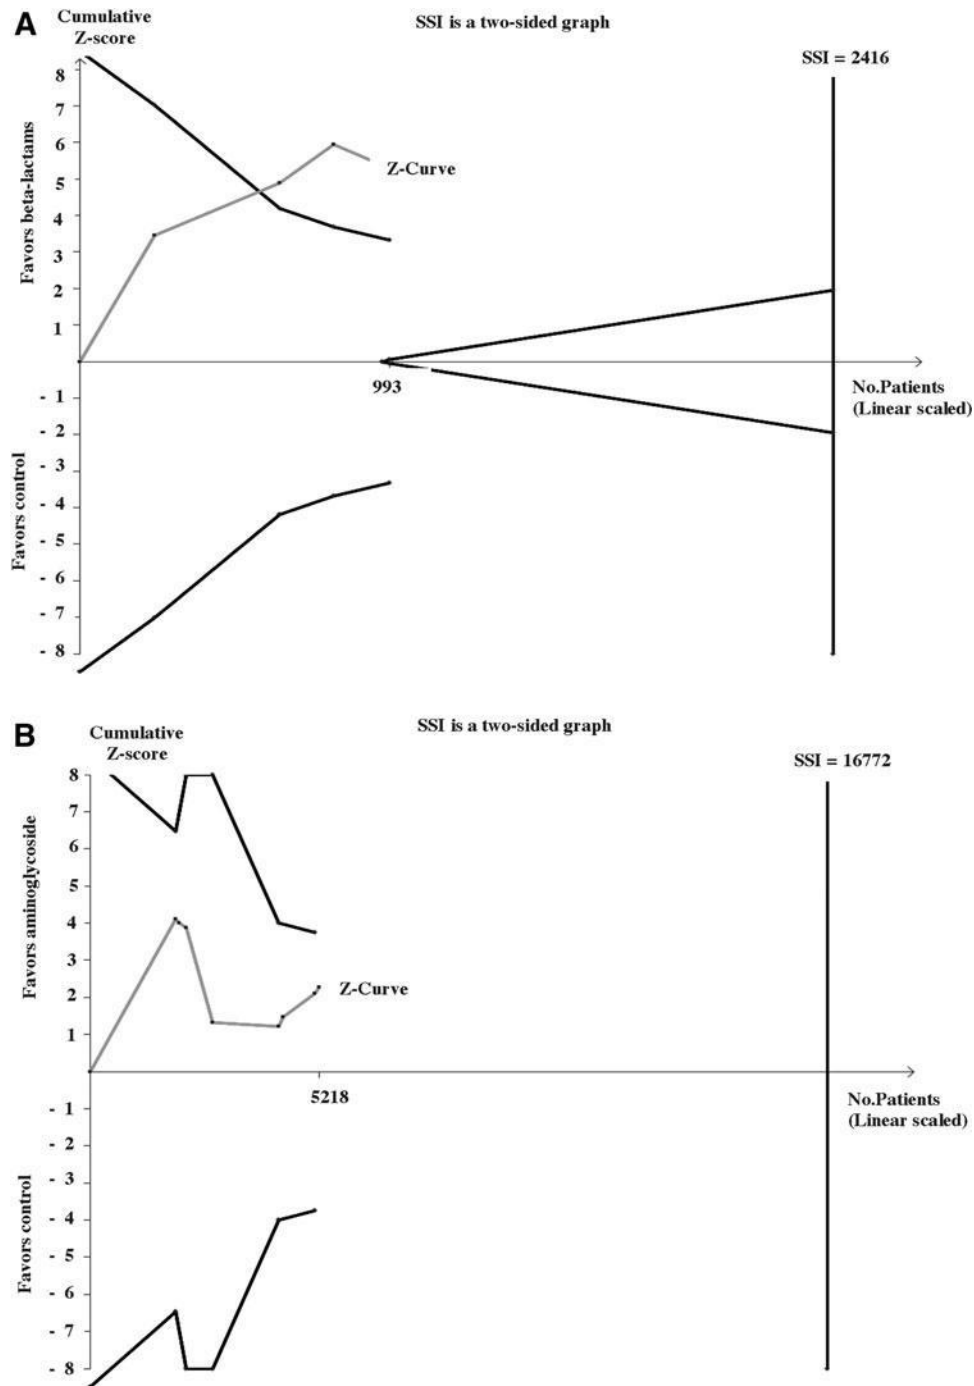 A
Cumulative
Z-score
SSI is a two-sided graph
SSI = 2416
8
7
6
5
4
3
2
1
Favors beta-lactams
Z-Curve
993
No.Patients
(Linear scaled)
- 1
- 2
- 3
- 4
- 5
- 6
- 7
- 8
Favors control
B
Cumulative
Z-score
SSI is a two-sided graph
SSI = 16772
8
7
6
5
4
3
2
1
Favors aminoglycoside
Z-Curve
5218
No.Patients
(Linear scaled)
- 1
- 2
- 3
- 4
- 5
- 6
- 7
- 8
Favors control